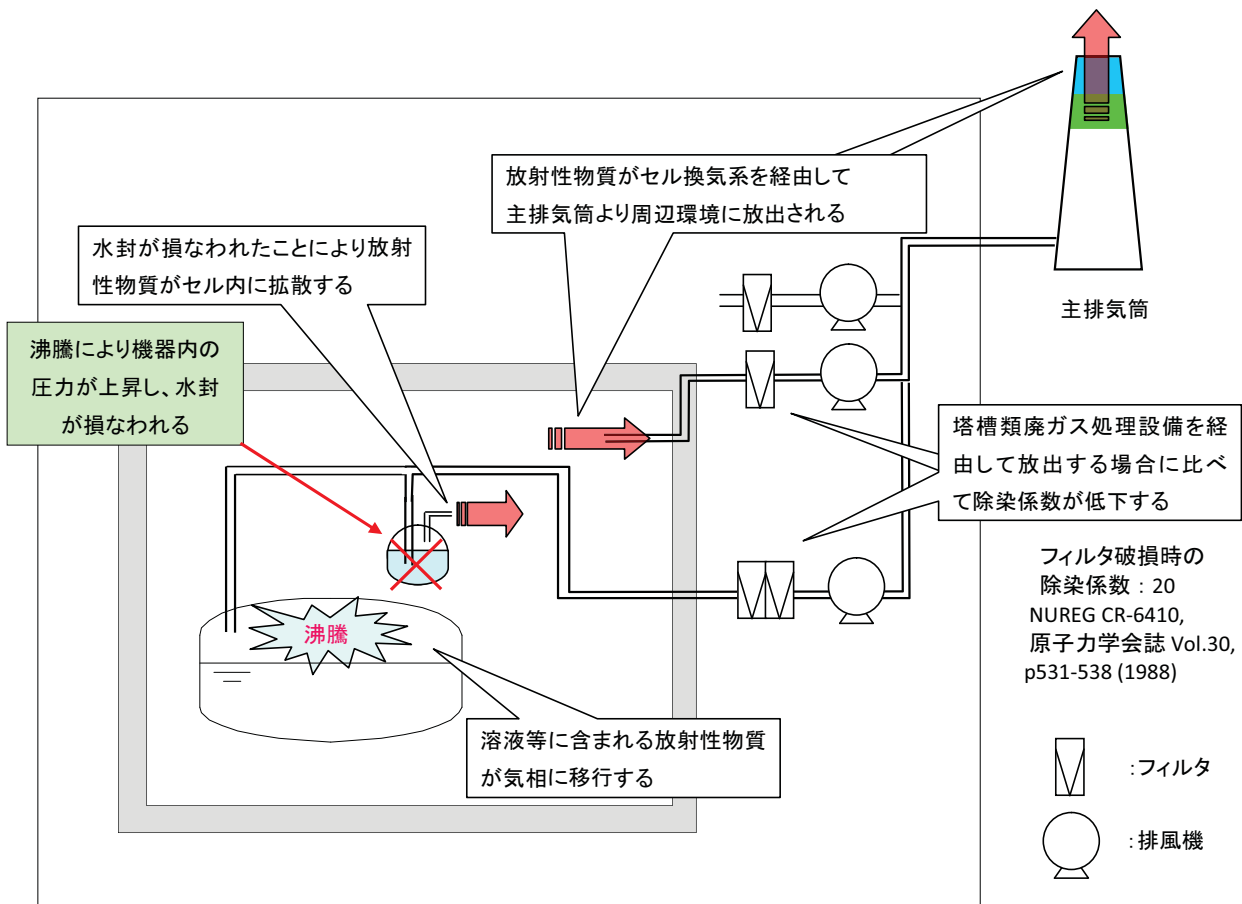 放射性物質がセル換気系を経由して
主排気筒より周辺環境に放出される
水封が損なわれたことにより放射
性物質がセル内に拡散する
主排気筒
沸騰により機器内の
圧力が上昇し、水封
が損なわれる
塔槽類廃ガス処理設備を経
由して放出する場合に比べ
て除染係数が低下する
フィルタ破損時の
除染係数：20
NUREG CR-6410,
原子力学会誌 Vol.30,
p531-538 (1988)
沸騰
溶液等に含まれる放射性物質
が気相に移行する
:フィルタ
:排風機